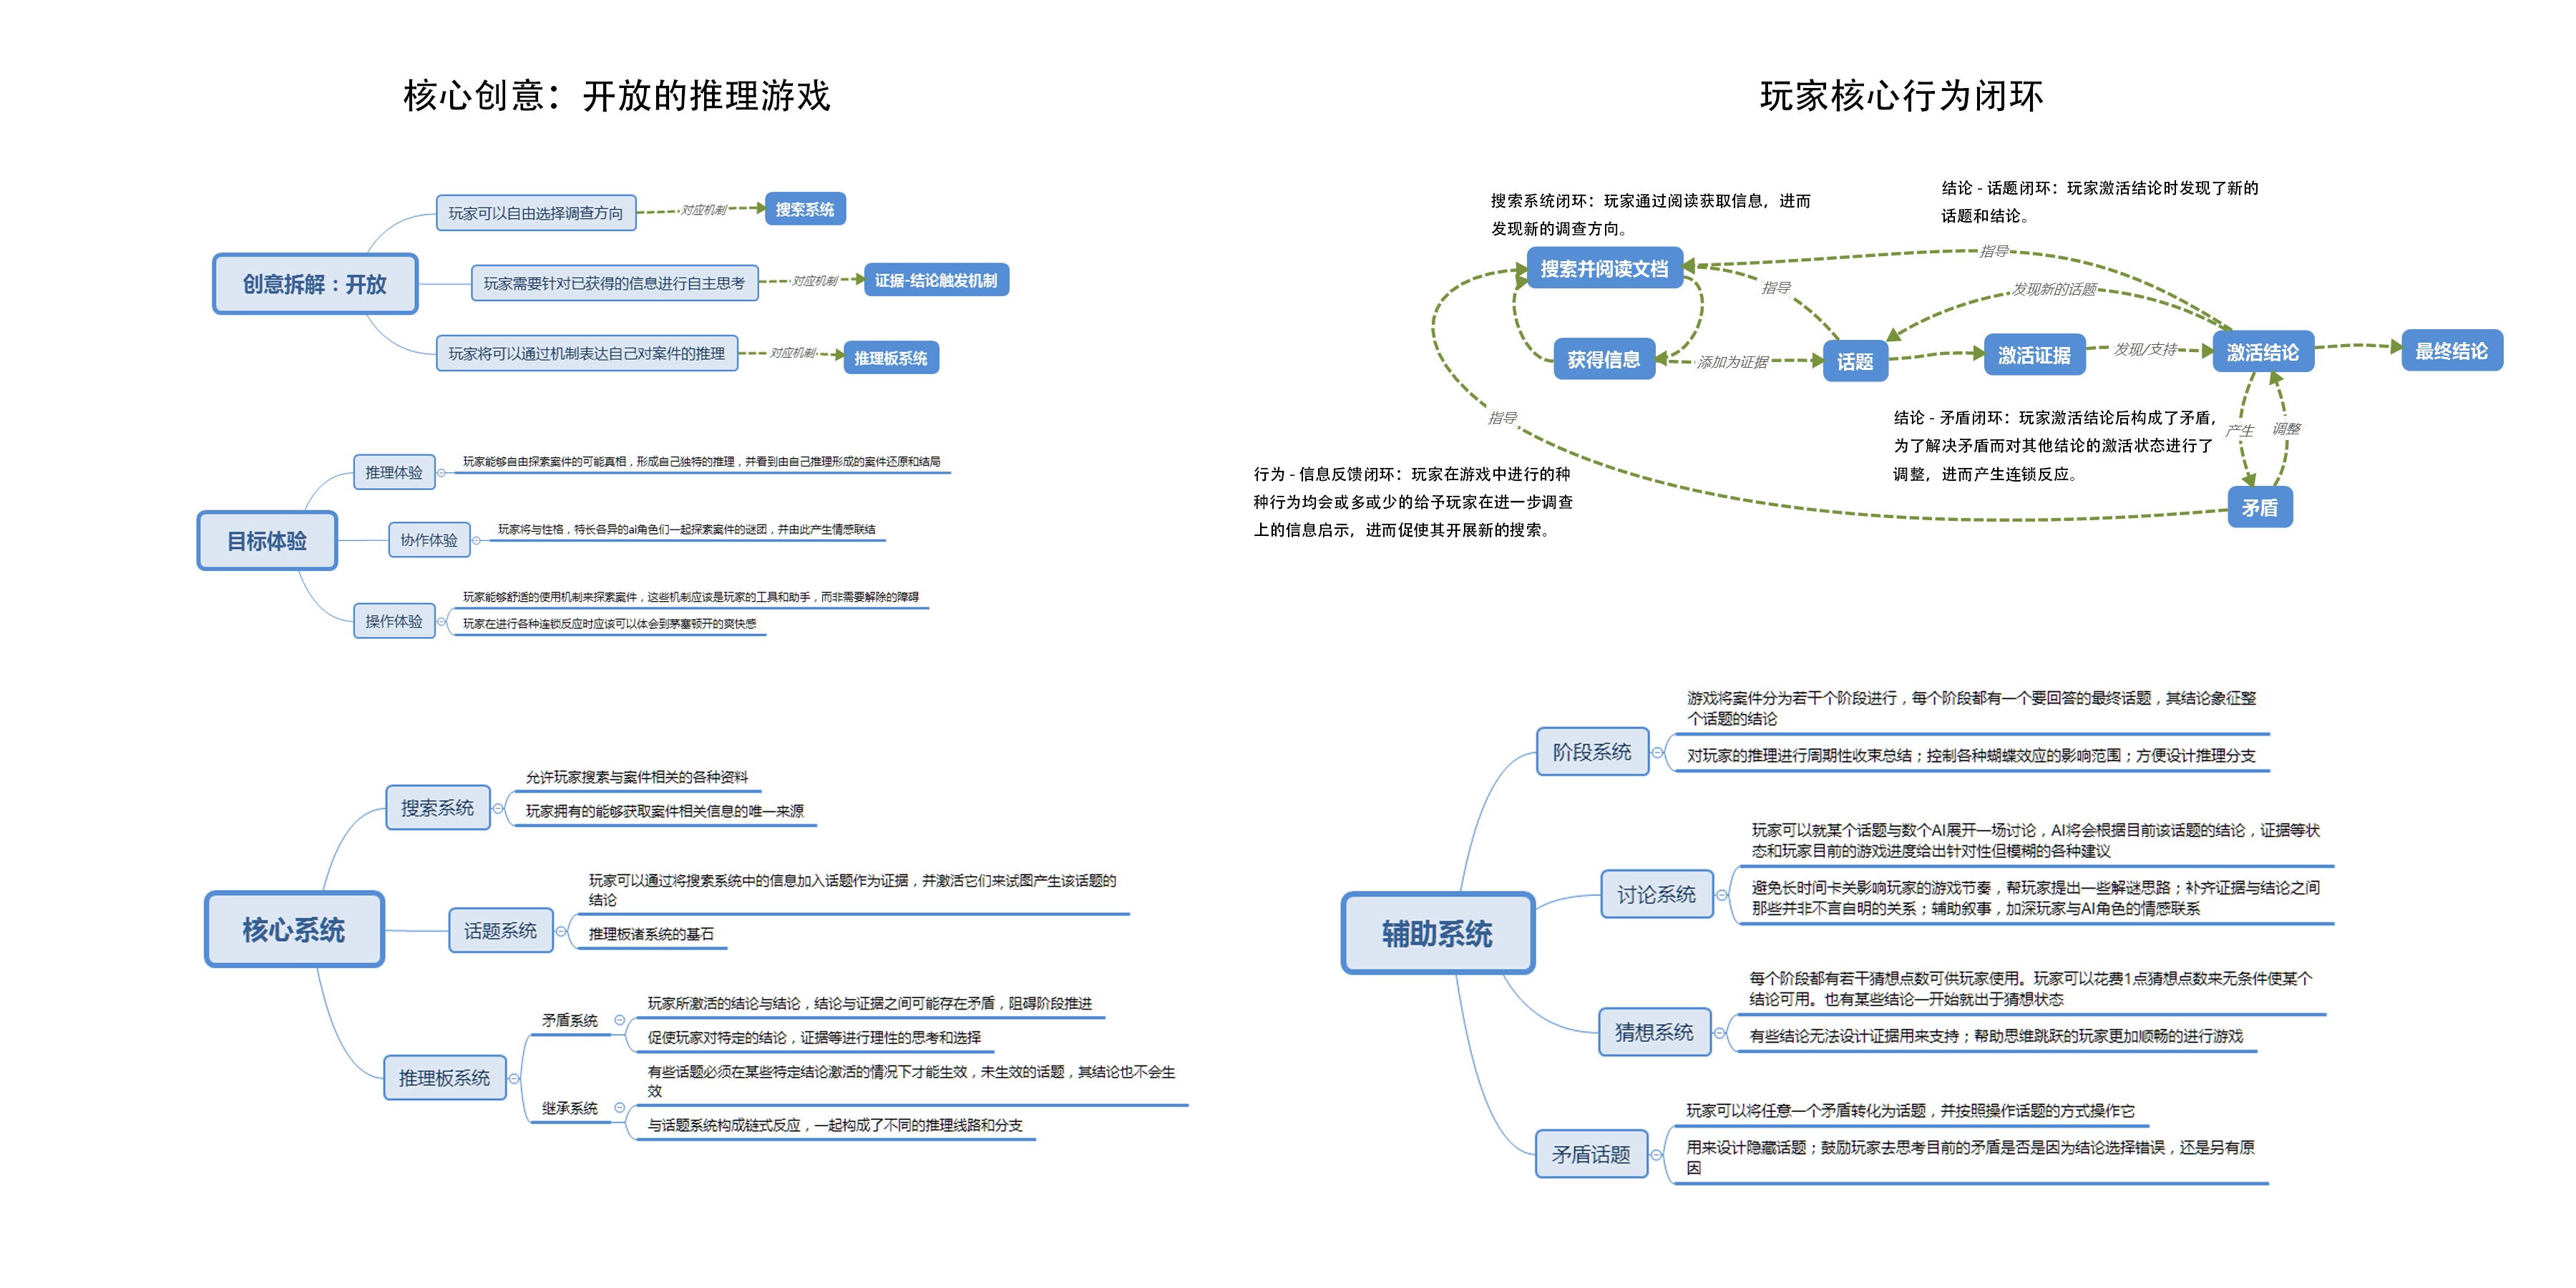 核心创意：开放的推理游戏
创意拆解：开放
玩家可以自由选择调查方向
对应机制
搜索系统
玩家需要针对已获得的信息进行自主思考
对应机制
证据-结论触发机制
玩家将可以通过机制表达自己对案件的推理
对应机制
推理板系统
目标体验
推理体验
玩家能够自由探索案件的可能真相，形成自己独特的推理，并看到由自己推理形成的案件还原和结局
协作体验
玩家将与性格，特长各异的ai角色们一起探索案件的谜团，并由此产生情感联结
操作体验
玩家能够舒适的使用机制来探索案件，这些机制应该是玩家的工具和助手，而非需要解除的障碍
玩家在进行各种连锁反应时应该可以体会到茅塞顿开的爽快感
玩家核心行为闭环
搜索系统闭环：玩家通过阅读获取信息，进而
发现新的调查方向。
结论 - 话题闭环：玩家激活结论时发现了新的
话题和结论。
搜索并阅读文档
指导
指导
发现新的话题
获得信息
添加为证据
话题
激活证据
发现/支持
激活结论
最终结论
指导
结论 - 矛盾闭环：玩家激活结论后构成了矛盾，
为了解决矛盾而对其他结论的激活状态进行了
调整，进而产生连锁反应。
产生
调整
矛盾
行为 - 信息反馈闭环：玩家在游戏中进行的种
种行为均会或多或少的给予玩家在进一步调查
上的信息启示，进而促使其开展新的搜索。
核心系统
搜索系统
允许玩家搜索与案件相关的各种资料
玩家拥有的能够获取案件相关信息的唯一来源
话题系统
玩家可以通过将搜索系统中的信息加入话题作为证据，并激活它们来试图产生该话题的
结论
推理板诸系统的基石
推理板系统
矛盾系统
玩家所激活的结论与结论，结论与证据之间可能存在矛盾，阻碍阶段推进
促使玩家对特定的结论，证据等进行理性的思考和选择
继承系统
有些话题必须在某些特定结论激活的情况下才能生效，未生效的话题，其结论也不会生
效
与话题系统构成链式反应，一起构成了不同的推理线路和分支
辅助系统
阶段系统
游戏将案件分为若干个阶段进行，每个阶段都有一个要回答的最终话题，其结论象征整
个话题的结论
对玩家的推理进行周期性收束总结；控制各种蝴蝶效应的影响范围；方便设计推理分支
讨论系统
玩家可以就某个话题与数个AI展开一场讨论，AI将会根据目前该话题的结论，证据等状
态和玩家目前的游戏进度给出针对性但模糊的各种建议
避免长时间卡关影响玩家的游戏节奏，帮玩家提出一些解谜思路；补齐证据与结论之间
那些并非不言自明的关系；辅助叙事，加深玩家与AI角色的情感联系
猜想系统
每个阶段都有若干猜想点数可供玩家使用。玩家可以花费1点猜想点数来无条件使某个
结论可用。也有某些结论一开始就出于猜想状态
有些结论无法设计证据用来支持；帮助思维跳跃的玩家更加顺畅的进行游戏
矛盾话题
玩家可以将任意一个矛盾转化为话题，并按照操作话题的方式操作它
用来设计隐藏话题；鼓励玩家去思考目前的矛盾是否是因为结论选择错误，还是另有原
因